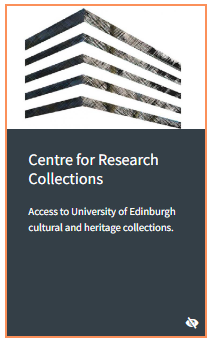 Centre for Research
Collections
Access to University of Edinburgh
cultural and heritage collections.